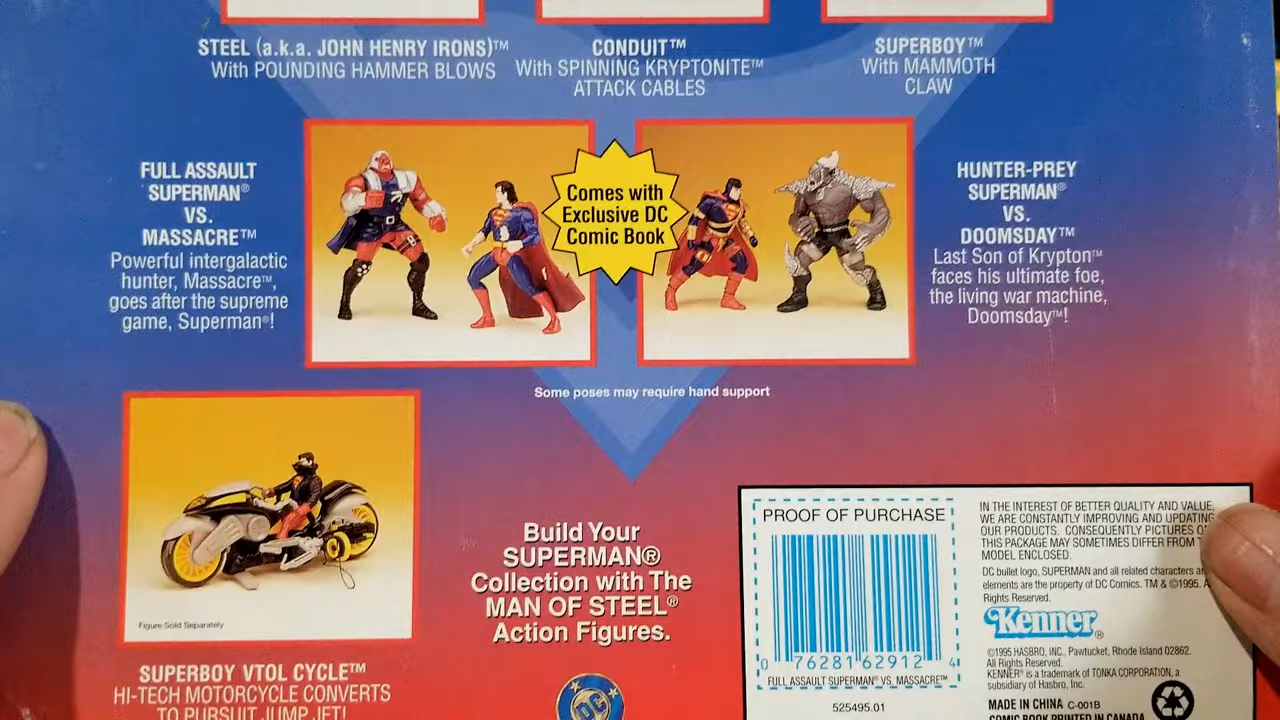 STEEL (a.k.a. JOHN HENRY IRONS)™
With POUNDING HAMMER BLOWS
CONDUIT™
With SPINNING KRYPTONITE™
ATTACK CABLES
SUPERBOY™
With MAMMOTH
CLAW
FULL ASSAULT
SUPERMAN®
VS.
MASSACRE™
Powerful intergalactic
hunter, Massacre™,
goes after the supreme
game, Superman®!
Comes with
Exclusive DC
Comic Book
HUNTER-PREY
SUPERMAN®
VS.
DOOMSDAY™
Last Son of Krypton™
faces his ultimate foe,
the living war machine,
Doomsday™!
Some poses may require hand support
Figure Sold Separately
SUPERBOY VTOL CYCLE™
HI-TECH MOTORCYCLE CONVERTS
TO PURSUIT JUMP JET!
Build Your
SUPERMAN®
Collection with The
MAN OF STEEL®
Action Figures.
DC
PROOF OF PURCHASE
0 76281 62912 4
FULL ASSAULT SUPERMAN® VS. MASSACRE™
525495.01
IN THE INTEREST OF BETTER QUALITY AND VALUE,
WE ARE CONSTANTLY IMPROVING AND UPDATING
OUR PRODUCTS. CONSEQUENTLY PICTURES
THIS PACKAGE MAY SOMETIMES DIFFER FROM
MODEL ENCLOSED.
DC bullet logo, SUPERMAN and all related characters
elements are the property of DC Comics. TM & ©1995.
Rights Reserved.
Kenner®
©1995 HASBRO, INC., Pawtucket, Rhode Island 02862.
All Rights Reserved.
KENNER® is a trademark of TONKA CORPORATION, a
subsidiary of Hasbro, Inc.
MADE IN CHINA C-001B
COMIC BOOK PRINTED IN CANADA